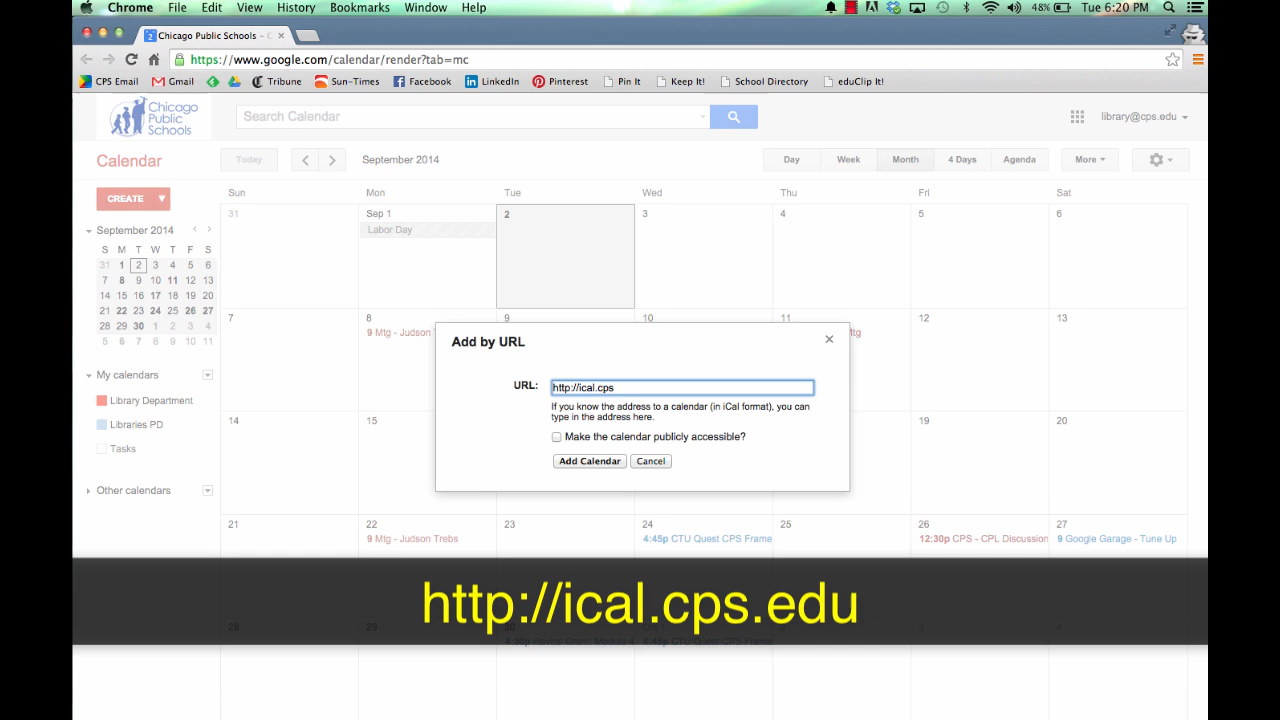 Chrome File Edit View History Bookmarks Window Help 48% Tue 6:20 PM
2 Chicago Public Schools – C
https://www.google.com/calendar/render?tab=mc
CPS Email Gmail Tribune Sun-Times Facebook LinkedIn Pinterest Pin It Keep It! School Directory eduClip It!
Chicago
Public
Schools
Search Calendar
library@cps.edu
Calendar
Today
September 2014
Day Week Month 4 Days Agenda More
CREATE
September 2014
S M T W T F S
31 1 2 3 4 5 6
7 8 9 10 11 12 13
14 15 16 17 18 19 20
21 22 23 24 25 26 27
28 29 30 1 2 3 4
5 6 7 8 9 10 11
My calendars
Library Department
Libraries PD
Tasks
Other calendars
Sun Mon Tue Wed Thu Fri Sat
31 Sep 1 2 3 4 5 6
Labor Day
7 8 9 10 11 12 13
9 Mtg - Judson Mtg
14 15 19 20
21 22 23 24 25 26 27
9 Mtg - Judson Trebs 4:45p CTU Quest CPS Frame 12:30p CPS - CPL Discussion 9 Google Garage - Tune Up
Add by URL
URL: http://ical.cps
If you know the address to a calendar (in iCal format), you can
type in the address here.
Make the calendar publicly accessible?
Add Calendar Cancel
http://ical.cps.edu
28 29
4:45p CTU Quest CPS Frame